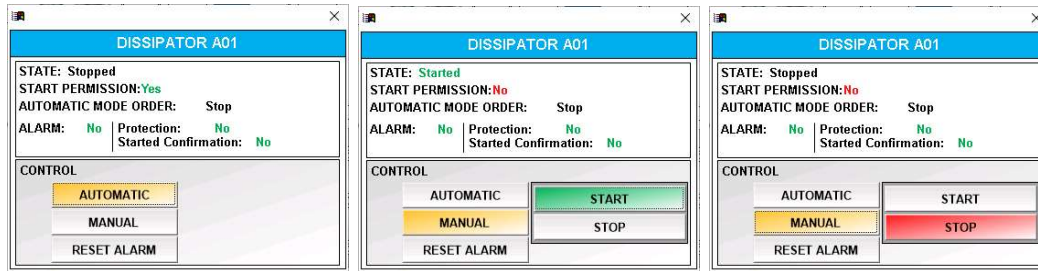 DISSIPATOR A01
STATE: Stopped
START PERMISSION:Yes
AUTOMATIC MODE ORDER: Stop
ALARM: No Protection: No
Started Confirmation: No
CONTROL
AUTOMATIC
MANUAL
RESET ALARM
DISSIPATOR A01
STATE: Started
START PERMISSION:No
AUTOMATIC MODE ORDER: Stop
ALARM: No Protection: No
Started Confirmation: No
CONTROL
AUTOMATIC START
MANUAL STOP
RESET ALARM
DISSIPATOR A01
STATE: Stopped
START PERMISSION:No
AUTOMATIC MODE ORDER: Stop
ALARM: No Protection: No
Started Confirmation: No
CONTROL
AUTOMATIC START
MANUAL STOP
RESET ALARM